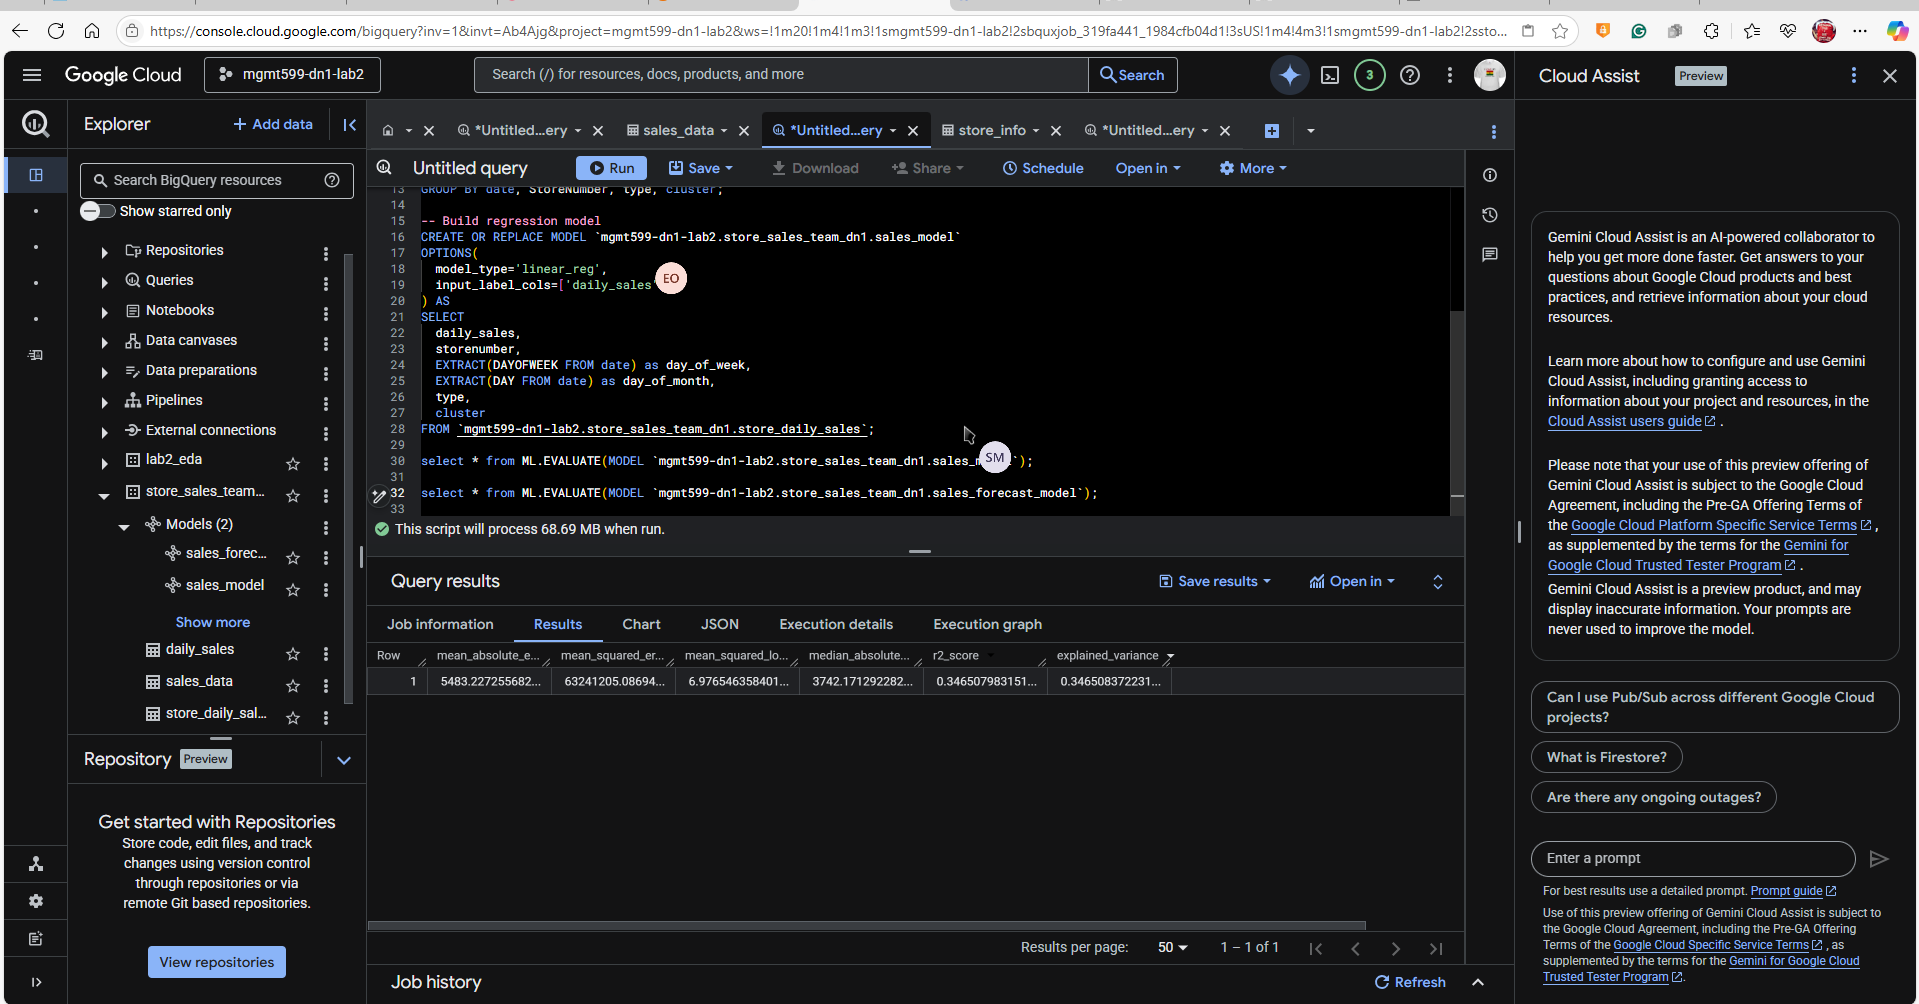 https://console.cloud.google.com/bigquery?inv=1&invt=Ab4Ajg&project=mgmt599-dn1-lab2&ws=!1m20!1m4!1m3!1smgmt599-dn1-lab2!2sbquxjob_319fa441_1984cfb04d1!3sUS!1m4!4m3!1smgmt599-dn1-lab2!2ssto...
Google Cloud
mgmt599-dn1-lab2
Search (/) for resources, docs, products, and more
Search
3
Cloud Assist
Preview
Explorer
+ Add data
*Untitled...ery
sales_data
*Untitled...ery
store_info
*Untitled...ery
Search BigQuery resources
Show starred only
Untitled query
Run
Save
Download
Share
Schedule
Open in
More
Repositories
Queries
Notebooks
Data canvases
Data preparations
Pipelines
External connections
lab2_eda
store_sales_team...
Models (2)
sales_forec...
sales_model
Show more
daily_sales
sales_data
store_daily_sal...
13 GROUP BY date, StoreNumber, type, cluster;
14
15 -- Build regression model
16 CREATE OR REPLACE MODEL `mgmt599-dn1-lab2.store_sales_team_dn1.sales_model`
17 OPTIONS(
18 model_type='linear_reg',
19 input_label_cols=['daily_sales'
EO
20 ) AS
21 SELECT
22 daily_sales,
23 storenumber,
24 EXTRACT(DAYOFWEEK FROM date) as day_of_week,
25 EXTRACT(DAY FROM date) as day_of_month,
26 type,
27 cluster
28 FROM `mgmt599-dn1-lab2.store_sales_team_dn1.store_daily_sales`;
29
30 select * from ML.EVALUATE(MODEL `mgmt599-dn1-lab2.store_sales_team_dn1.sales_m `);
SM
31
32 select * from ML.EVALUATE(MODEL `mgmt599-dn1-lab2.store_sales_team_dn1.sales_forecast_model`);
33
This script will process 68.69 MB when run.
Query results
Save results
Open in
Job information
Results
Chart
JSON
Execution details
Execution graph
Row mean_absolute_e... mean_squared_er... mean_squared_lo... median_absolute... r2_score explained_variance
1 5483.227255682... 63241205.08694... 6.976546358401... 3742.171292282... 0.346507983151... 0.346508372231...
Results per page: 50 1 – 1 of 1
Job history
Refresh
Repository
Preview
Get started with Repositories
Store code, edit files, and track
changes using version control
through repositories or via
remote Git based repositories.
View repositories
Gemini Cloud Assist is an AI-powered collaborator to
help you get more done faster. Get answers to your
questions about Google Cloud products and best
practices, and retrieve information about your cloud
resources.
Learn more about how to configure and use Gemini
Cloud Assist, including granting access to
information about your project and resources, in the
Cloud Assist users guide .
Please note that your use of this preview offering of
Gemini Cloud Assist is subject to the Google Cloud
Agreement, including the Pre-GA Offering Terms of
the Google Cloud Platform Specific Service Terms ,
as supplemented by the terms for the Gemini for
Google Cloud Trusted Tester Program .
Gemini Cloud Assist is a preview product, and may
display inaccurate information. Your prompts are
never used to improve the model.
Can I use Pub/Sub across different Google Cloud
projects?
What is Firestore?
Are there any ongoing outages?
Enter a prompt
For best results use a detailed prompt. Prompt guide
Use of this preview offering of Gemini Cloud Assist is subject to
the Google Cloud Agreement, including the Pre-GA Offering
Terms of the Google Cloud Specific Service Terms , as
supplemented by the terms for the Gemini for Google Cloud
Trusted Tester Program .